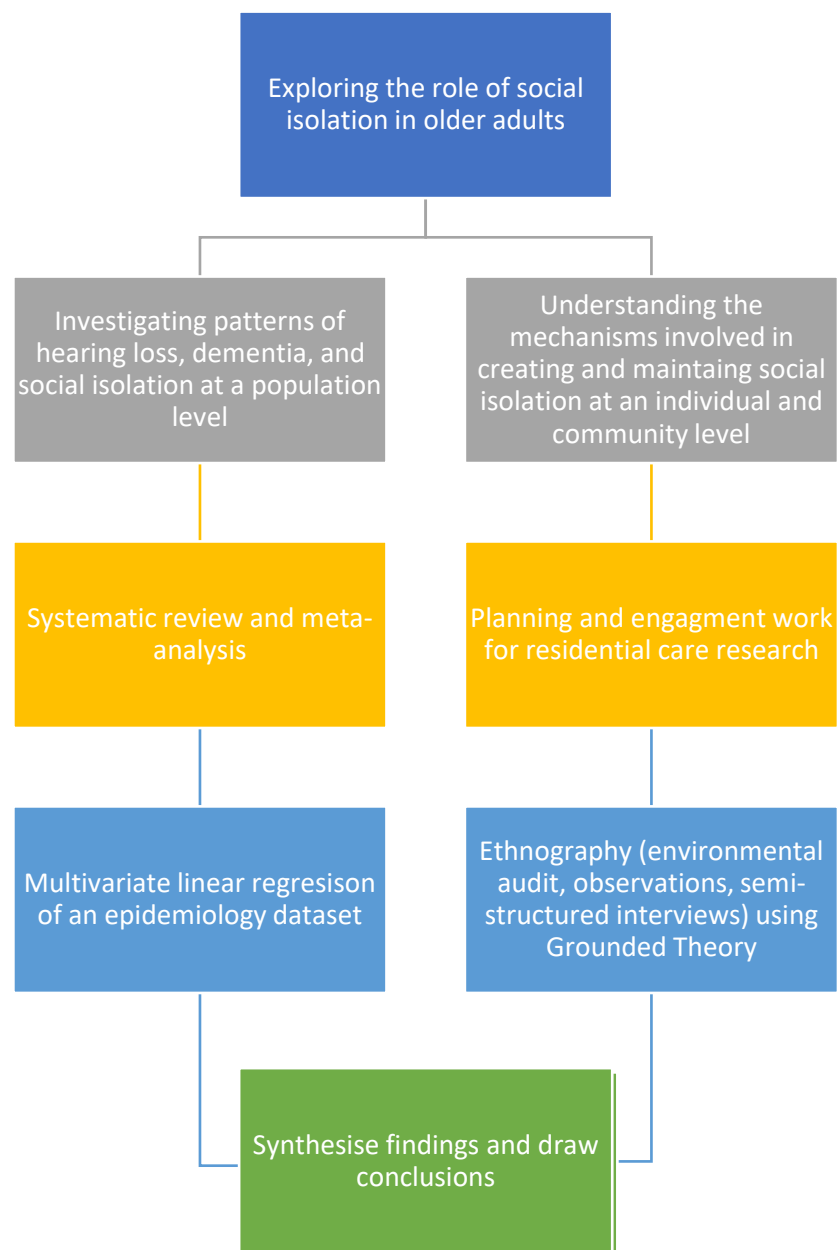 Exploring the role of social
isolation in older adults
Investigating patterns of
hearing loss, dementia, and
social isolation at a population
level
Understanding the
mechanisms involved in
creating and maintaing social
isolation at an individual and
community level
Systematic review and meta-
analysis
Planning and engagment work
for residential care research
Multivariate linear regresison
of an epidemiology dataset
Ethnography (environmental
audit, observations, semi-
structured interviews) using
Grounded Theory
Synthesise findings and draw
conclusions